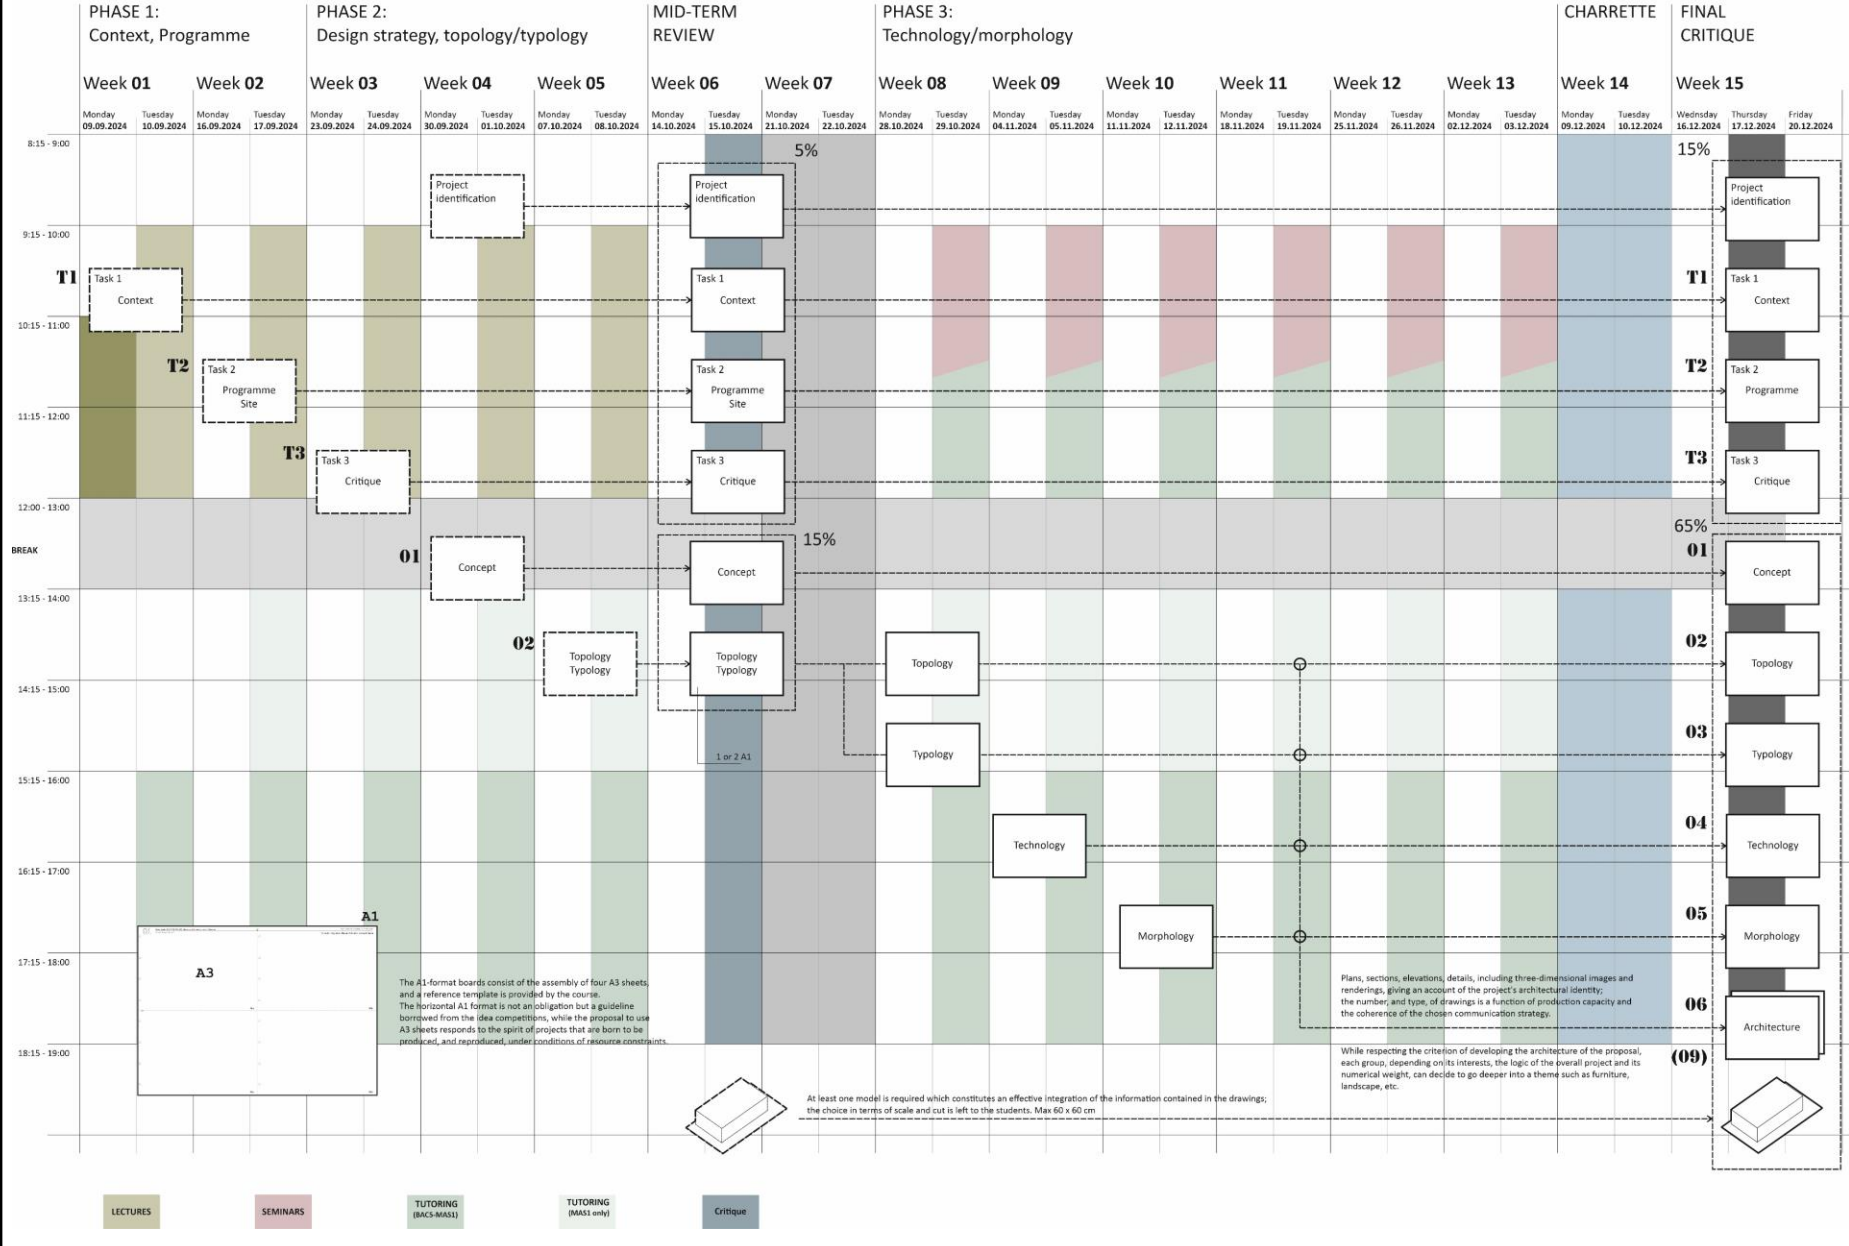 PHASE 1:
Context, Programme
PHASE 2:
Design strategy, topology/typology
MID-TERM
REVIEW
PHASE 3:
Technology/morphology
CHARRETTE
FINAL
CRITIQUE
Week 01
Week 02
Week 03
Week 04
Week 05
Week 06
Week 07
Week 08
Week 09
Week 10
Week 11
Week 12
Week 13
Week 14
Week 15
Monday
09.09.2024
Tuesday
10.09.2024
Monday
16.09.2024
Tuesday
17.09.2024
Monday
23.09.2024
Tuesday
24.09.2024
Monday
30.09.2024
Tuesday
01.10.2024
Monday
07.10.2024
Tuesday
08.10.2024
Monday
14.10.2024
Tuesday
15.10.2024
Monday
21.10.2024
Tuesday
22.10.2024
Monday
28.10.2024
Tuesday
29.10.2024
Monday
04.11.2024
Tuesday
05.11.2024
Monday
11.11.2024
Tuesday
12.11.2024
Monday
18.11.2024
Tuesday
19.11.2024
Monday
25.11.2024
Tuesday
26.11.2024
Monday
02.12.2024
Tuesday
03.12.2024
Monday
09.12.2024
Tuesday
10.12.2024
Wednsday
16.12.2024
Thursday
17.12.2024
Friday
20.12.2024
8:15 - 9:00
5%
15%
Project
identification
Project
identification
Project
identification
9:15 - 10:00
T1
Task 1
Context
Task 1
Context
T1
Task 1
Context
10:15 - 11:00
T2
Task 2
Programme
Site
Task 2
Programme
Site
T2
Task 2
Programme
11:15 - 12:00
T3
Task 3
Critique
Task 3
Critique
T3
Task 3
Critique
12:00 - 13:00
BREAK
15%
65%
01
Concept
Concept
01
Concept
13:15 - 14:00
02
Topology
Typology
Topology
Typology
Topology
02
Topology
14:15 - 15:00
1 or 2 A1
Typology
03
Typology
15:15 - 16:00
Technology
04
Technology
16:15 - 17:00
A1
A3
Morphology
05
Morphology
17:15 - 18:00
The A1-format boards consist of the assembly of four A3 sheets,
and a reference template is provided by the course.
The horizontal A1 format is not an obligation but a guideline
borrowed from the idea competitions, while the proposal to use
A3 sheets responds to the spirit of projects that are born to be
produced, and reproduced, under conditions of resource constraints.
Plans, sections, elevations, details, including three-dimensional images and
renderings, giving an account of the project's architectural identity;
the number, and type, of drawings is a function of production capacity and
the coherence of the chosen communication strategy.
06
Architecture
18:15 - 19:00
(09)
While respecting the criterion of developing the architecture of the proposal,
each group, depending on its interests, the logic of the overall project and its
numerical weight, can decide to go deeper into a theme such as furniture,
landscape, etc.
At least one model is required which constitutes an effective integration of the information contained in the drawings;
the choice in terms of scale and cut is left to the students. Max 60 x 60 cm
LECTURES
SEMINARS
TUTORING
(BAC5-MAS1)
TUTORING
(MAS1 only)
Critique